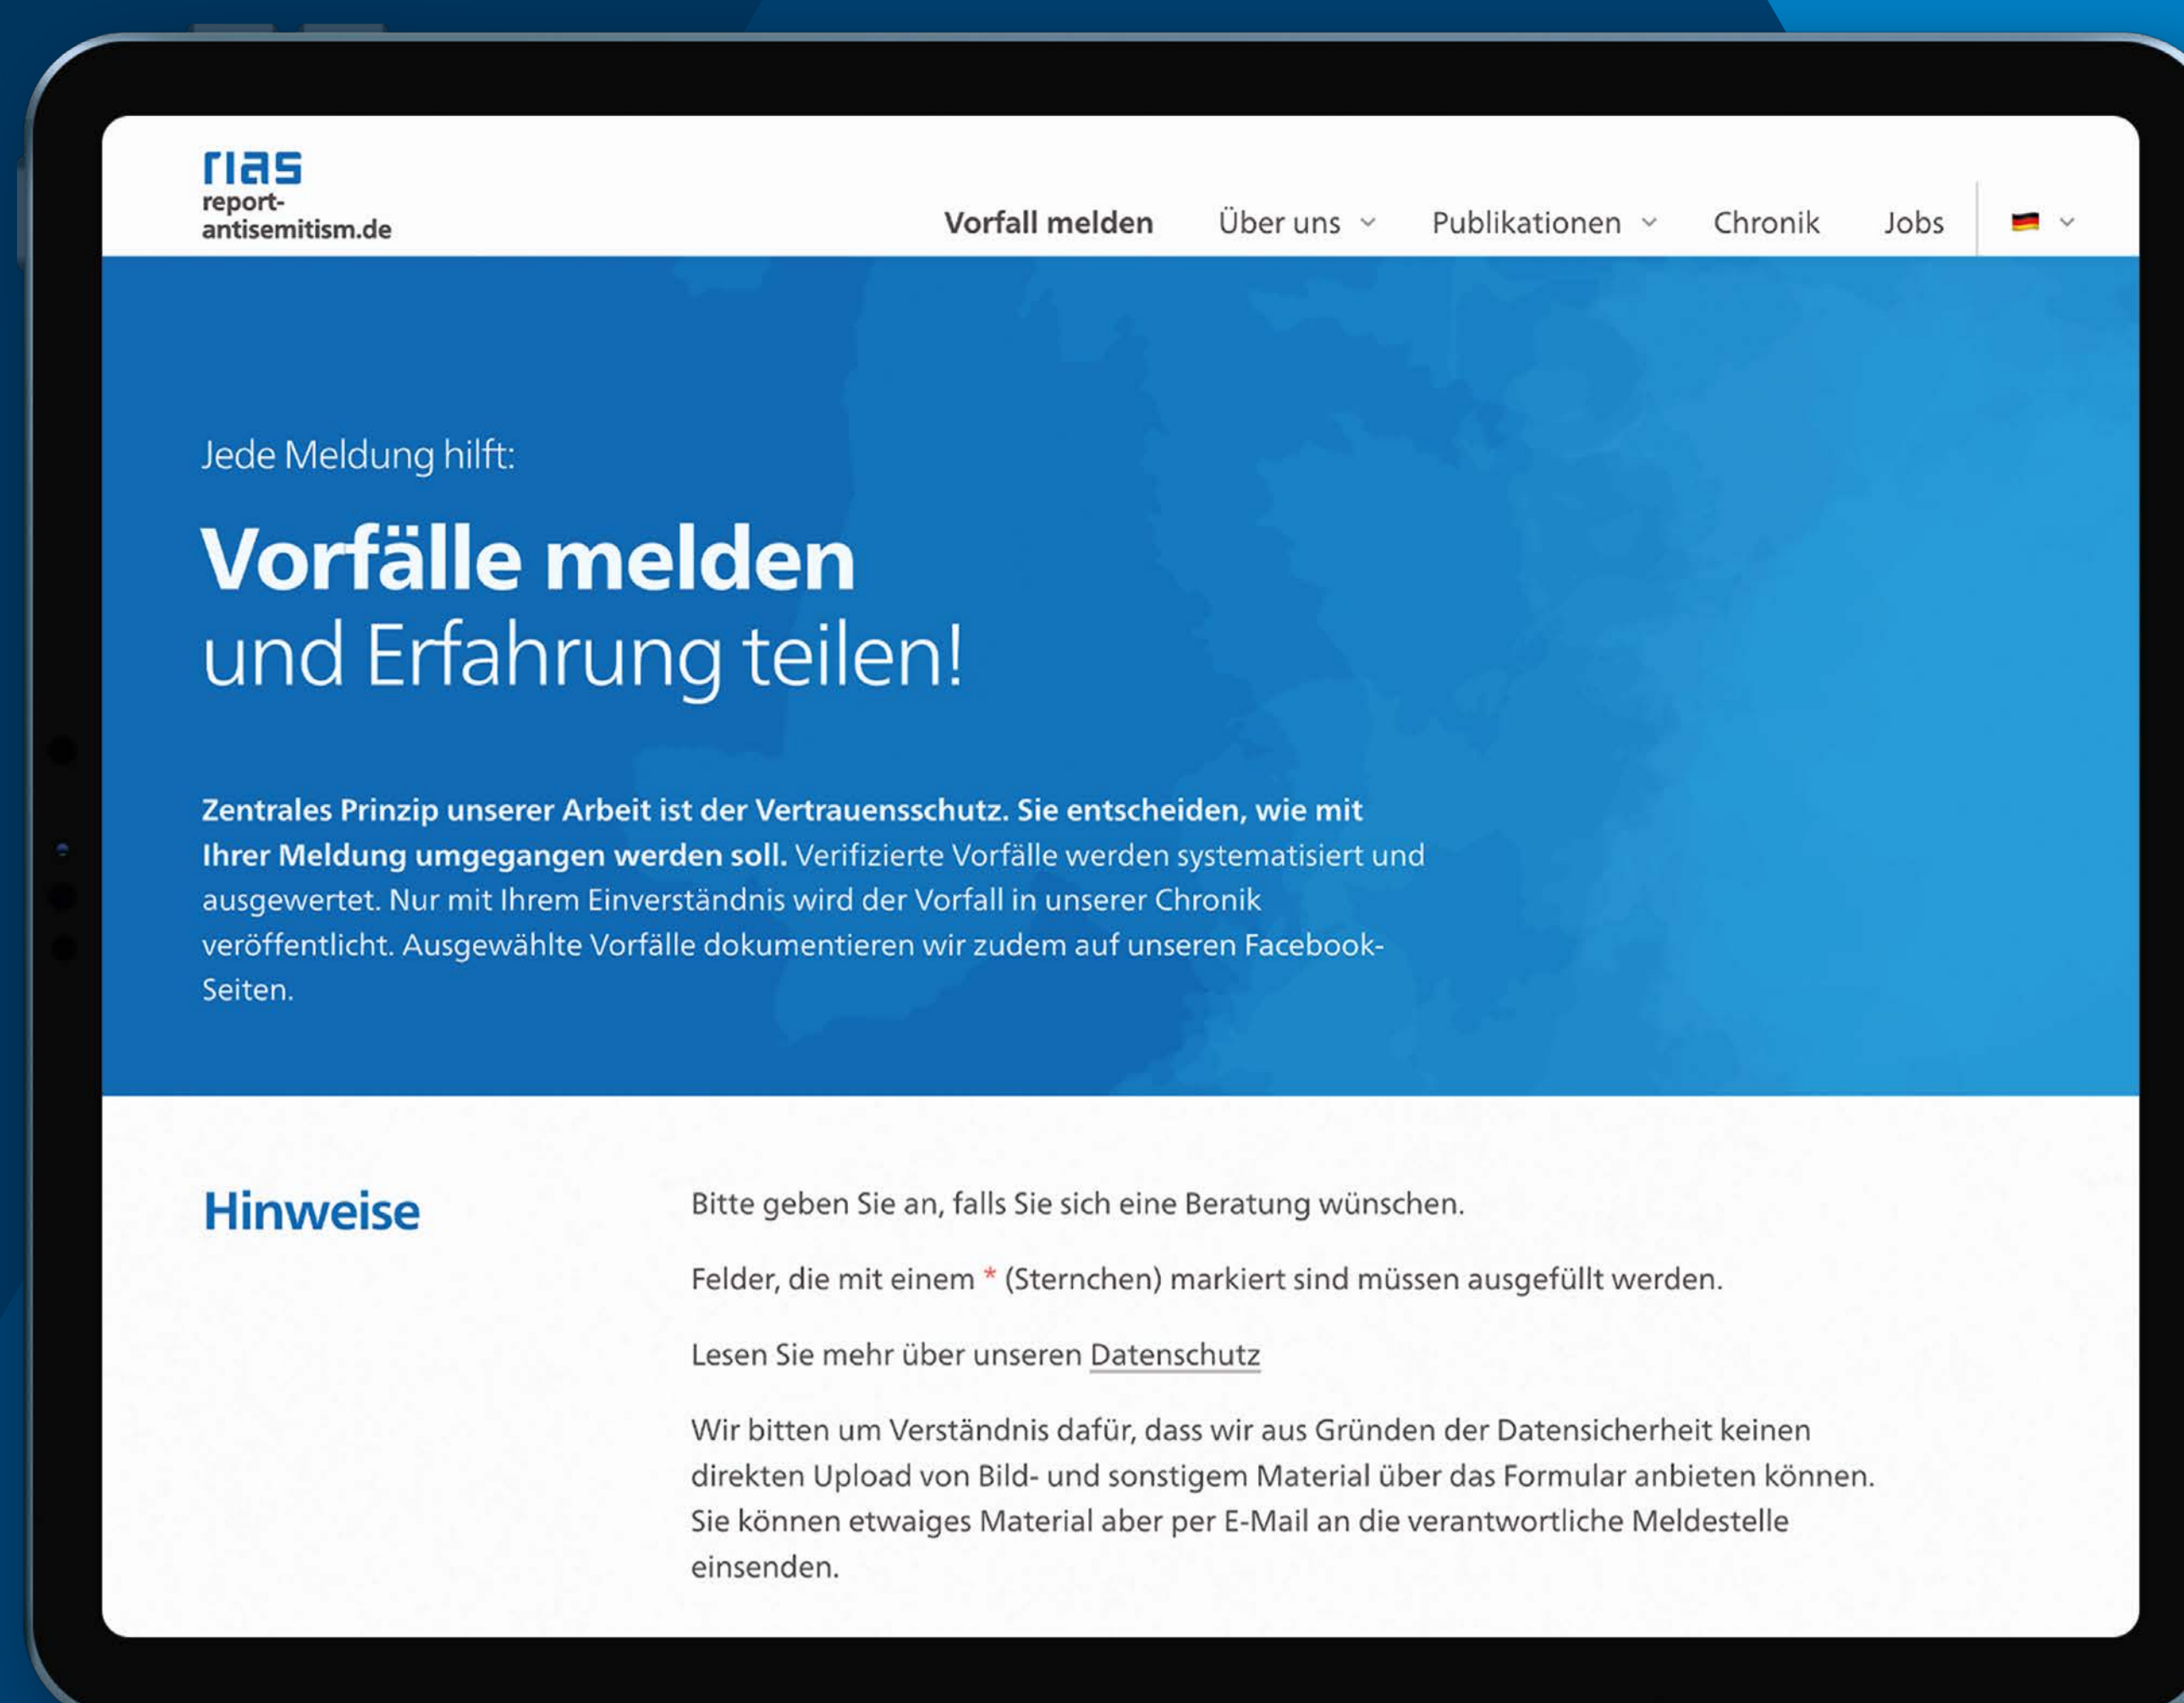 rias
report-
antisemitism.de
Vorfall melden Über uns Publikationen Chronik Jobs
Jede Meldung hilft:
Vorfälle melden
und Erfahrung teilen!
Zentrales Prinzip unserer Arbeit ist der Vertrauensschutz. Sie entscheiden, wie mit
Ihrer Meldung umgegangen werden soll. Verifizierte Vorfälle werden systematisiert und
ausgewertet. Nur mit Ihrem Einverständnis wird der Vorfall in unserer Chronik
veröffentlicht. Ausgewählte Vorfälle dokumentieren wir zudem auf unseren Facebook-
Seiten.
Hinweise
Bitte geben Sie an, falls Sie sich eine Beratung wünschen.
Felder, die mit einem * (Sternchen) markiert sind müssen ausgefüllt werden.
Lesen Sie mehr über unseren Datenschutz
Wir bitten um Verständnis dafür, dass wir aus Gründen der Datensicherheit keinen
direkten Upload von Bild- und sonstigem Material über das Formular anbieten können.
Sie können etwaiges Material aber per E-Mail an die verantwortliche Meldestelle
einsenden.